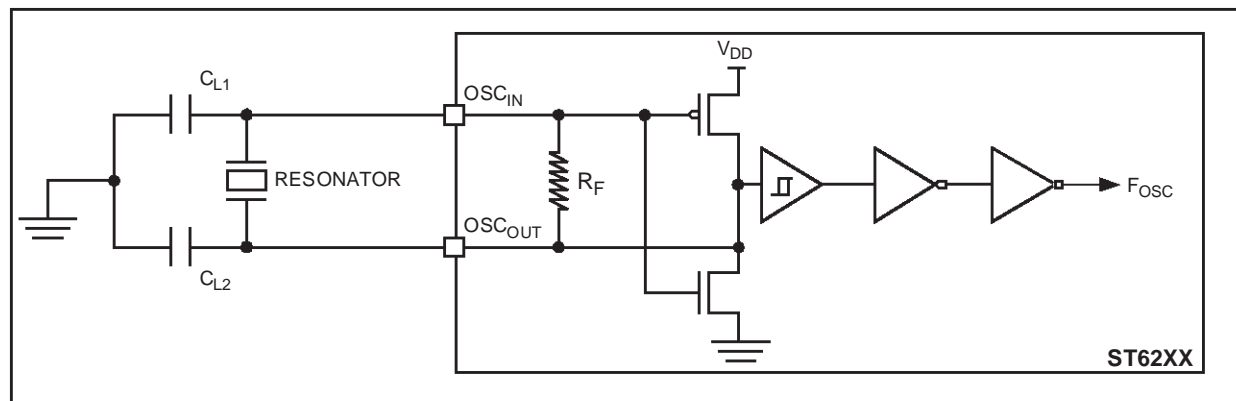 V_DD
C_L1
OSC_IN
RESONATOR
R_F
F_OSC
OSC_OUT
C_L2
ST62XX